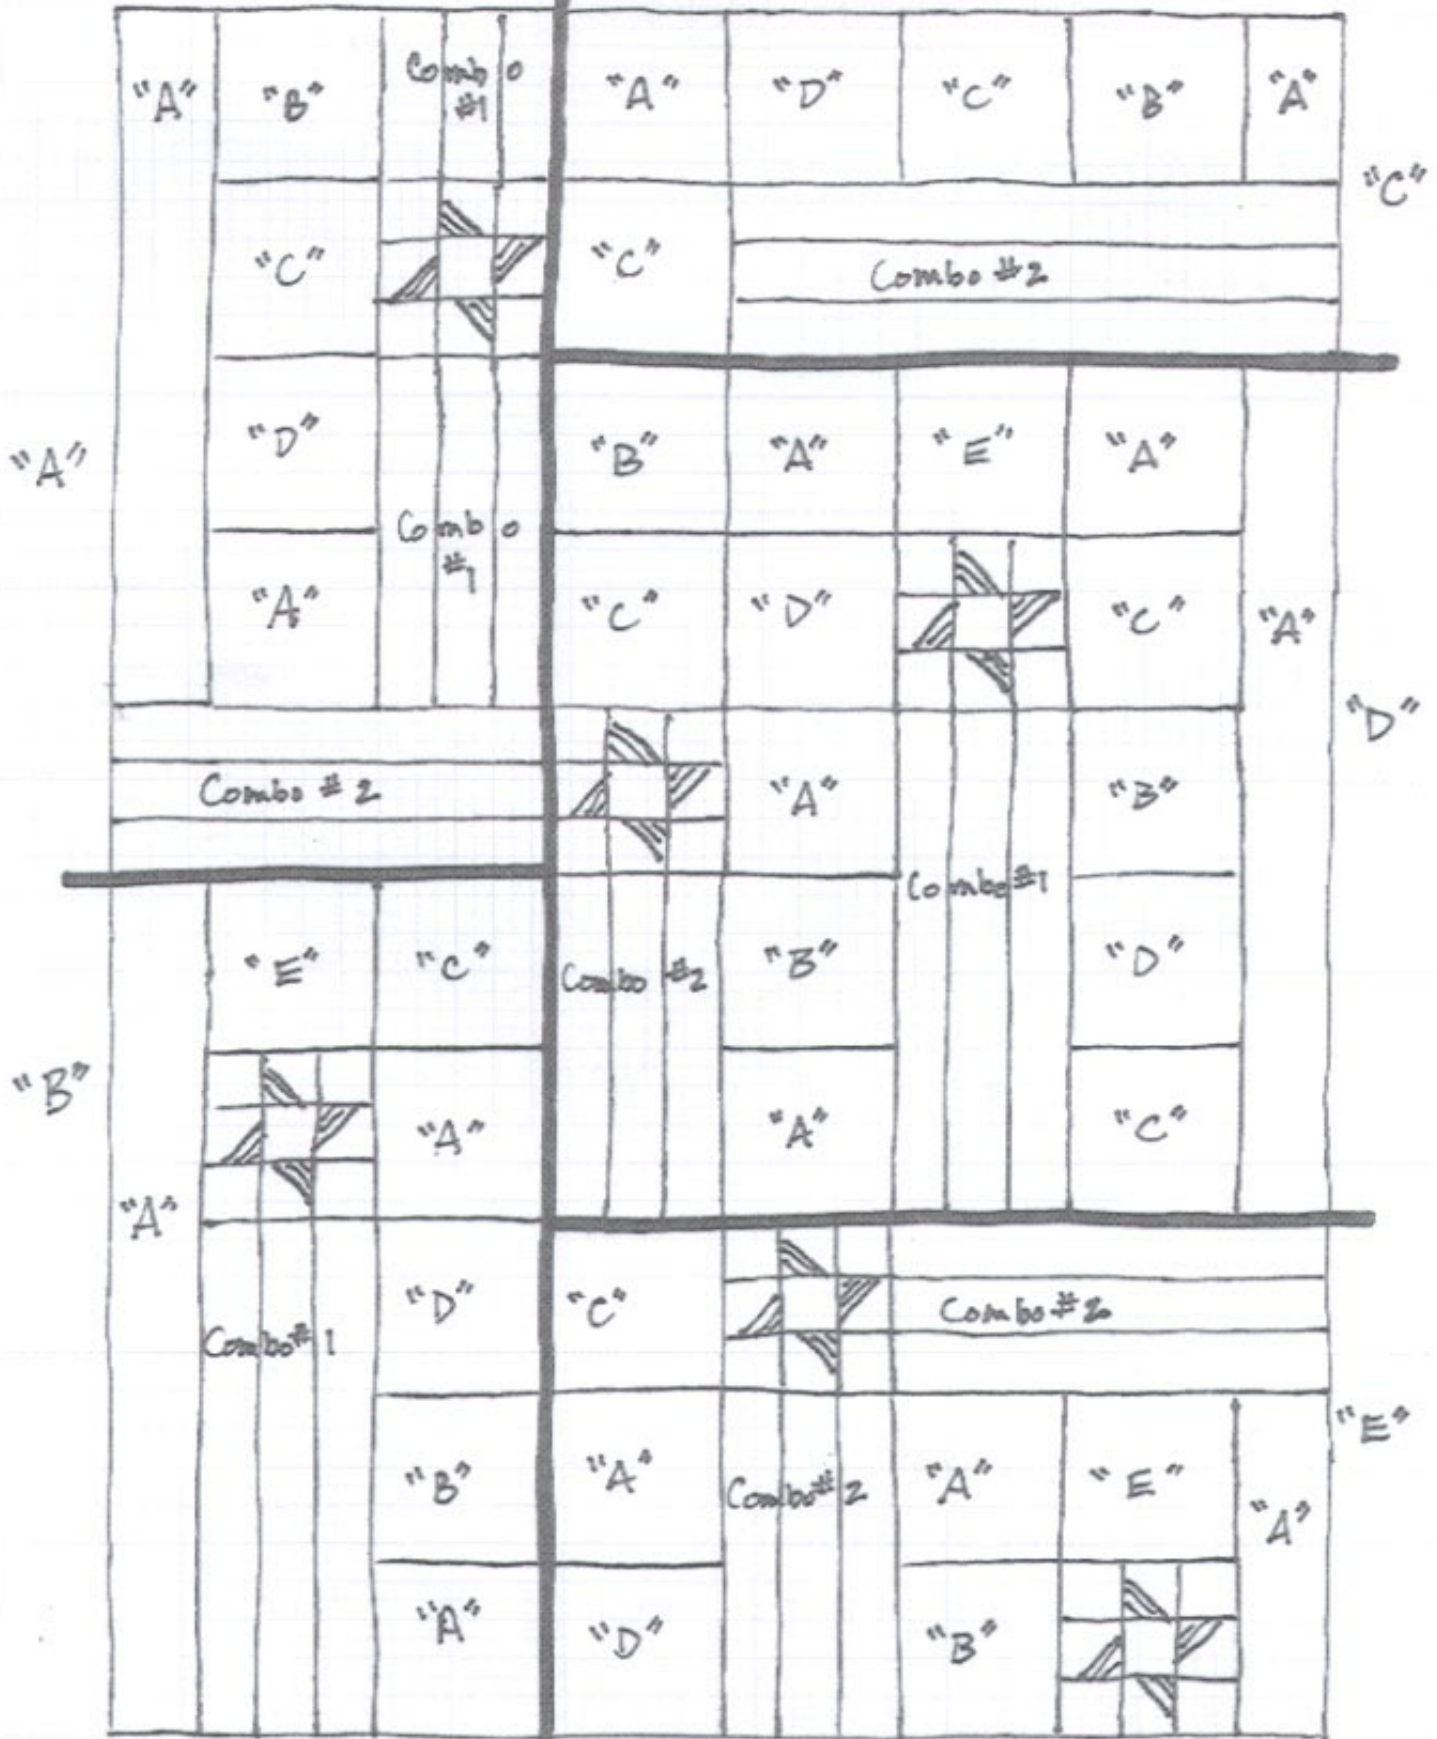 "A" "B" Combo "A" "D" "C" "B" "A"
#1
"C"
"C" "C" Combo #2
"A" "D" "B" "A" "E" "A"
Combo
#1
"A" "C" "D" "C" "A"
"D"
Combo #2 "A" "B"
Combo #1
"E" "C" Combo #2 "B" "D"
"B"
"A" "A" "C"
"A"
"D" "C" Combo #2
Combo #1
"E"
"B" "A" Combo #2 "A" "E" "A"
"A" "D" "B"